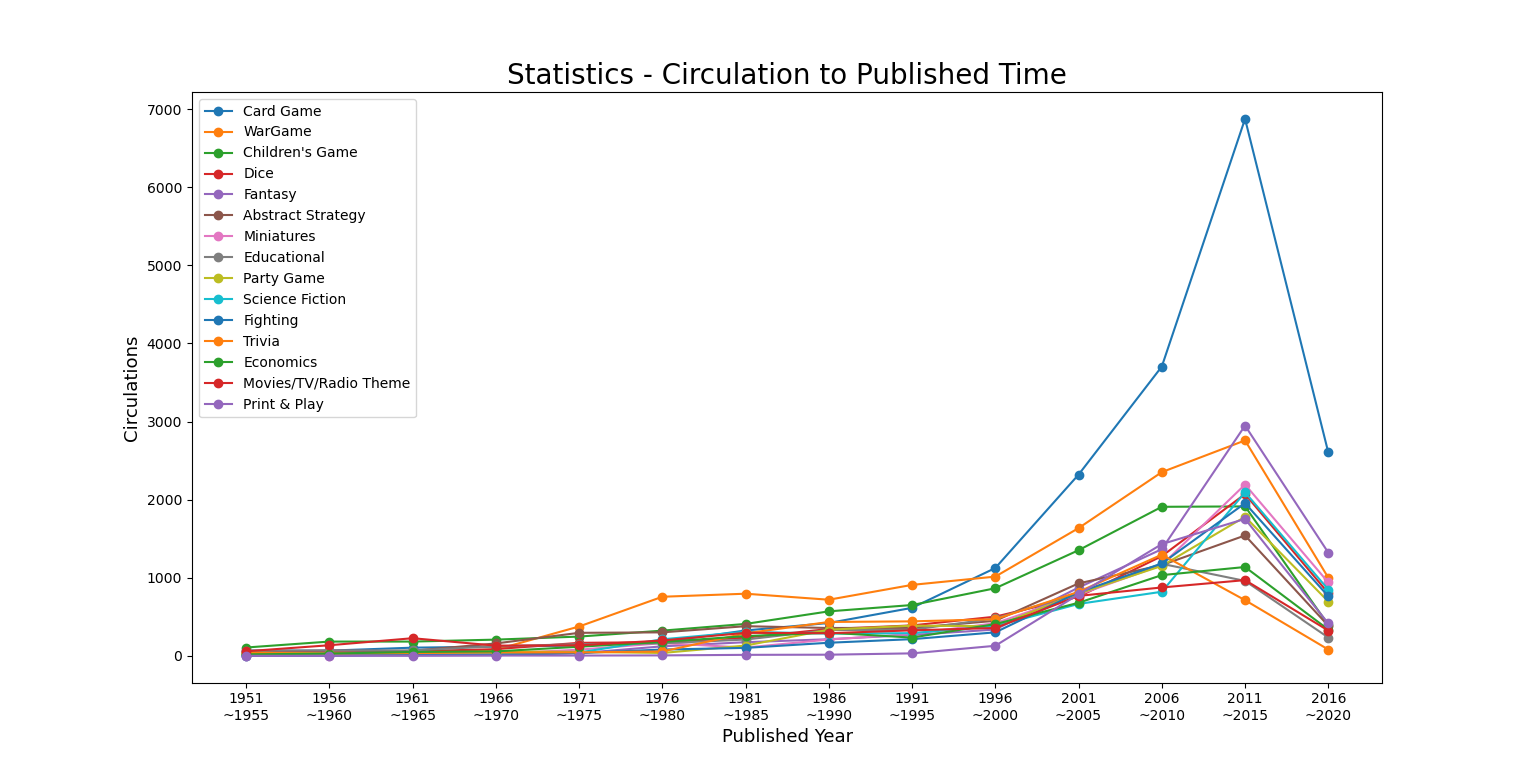 Statistics - Circulation to Published Time
Circulations
7000
6000
5000
4000
3000
2000
1000
0
Card Game
WarGame
Children's Game
Dice
Fantasy
Abstract Strategy
Miniatures
Educational
Party Game
Science Fiction
Fighting
Trivia
Economics
Movies/TV/Radio Theme
Print & Play
1951 1956 1961 1966 1971 1976 1981 1986 1991 1996 2001 2006 2011 2016
~1955 ~1960 ~1965 ~1970 ~1975 ~1980 ~1985 ~1990 ~1995 ~2000 ~2005 ~2010 ~2015 ~2020
Published Year